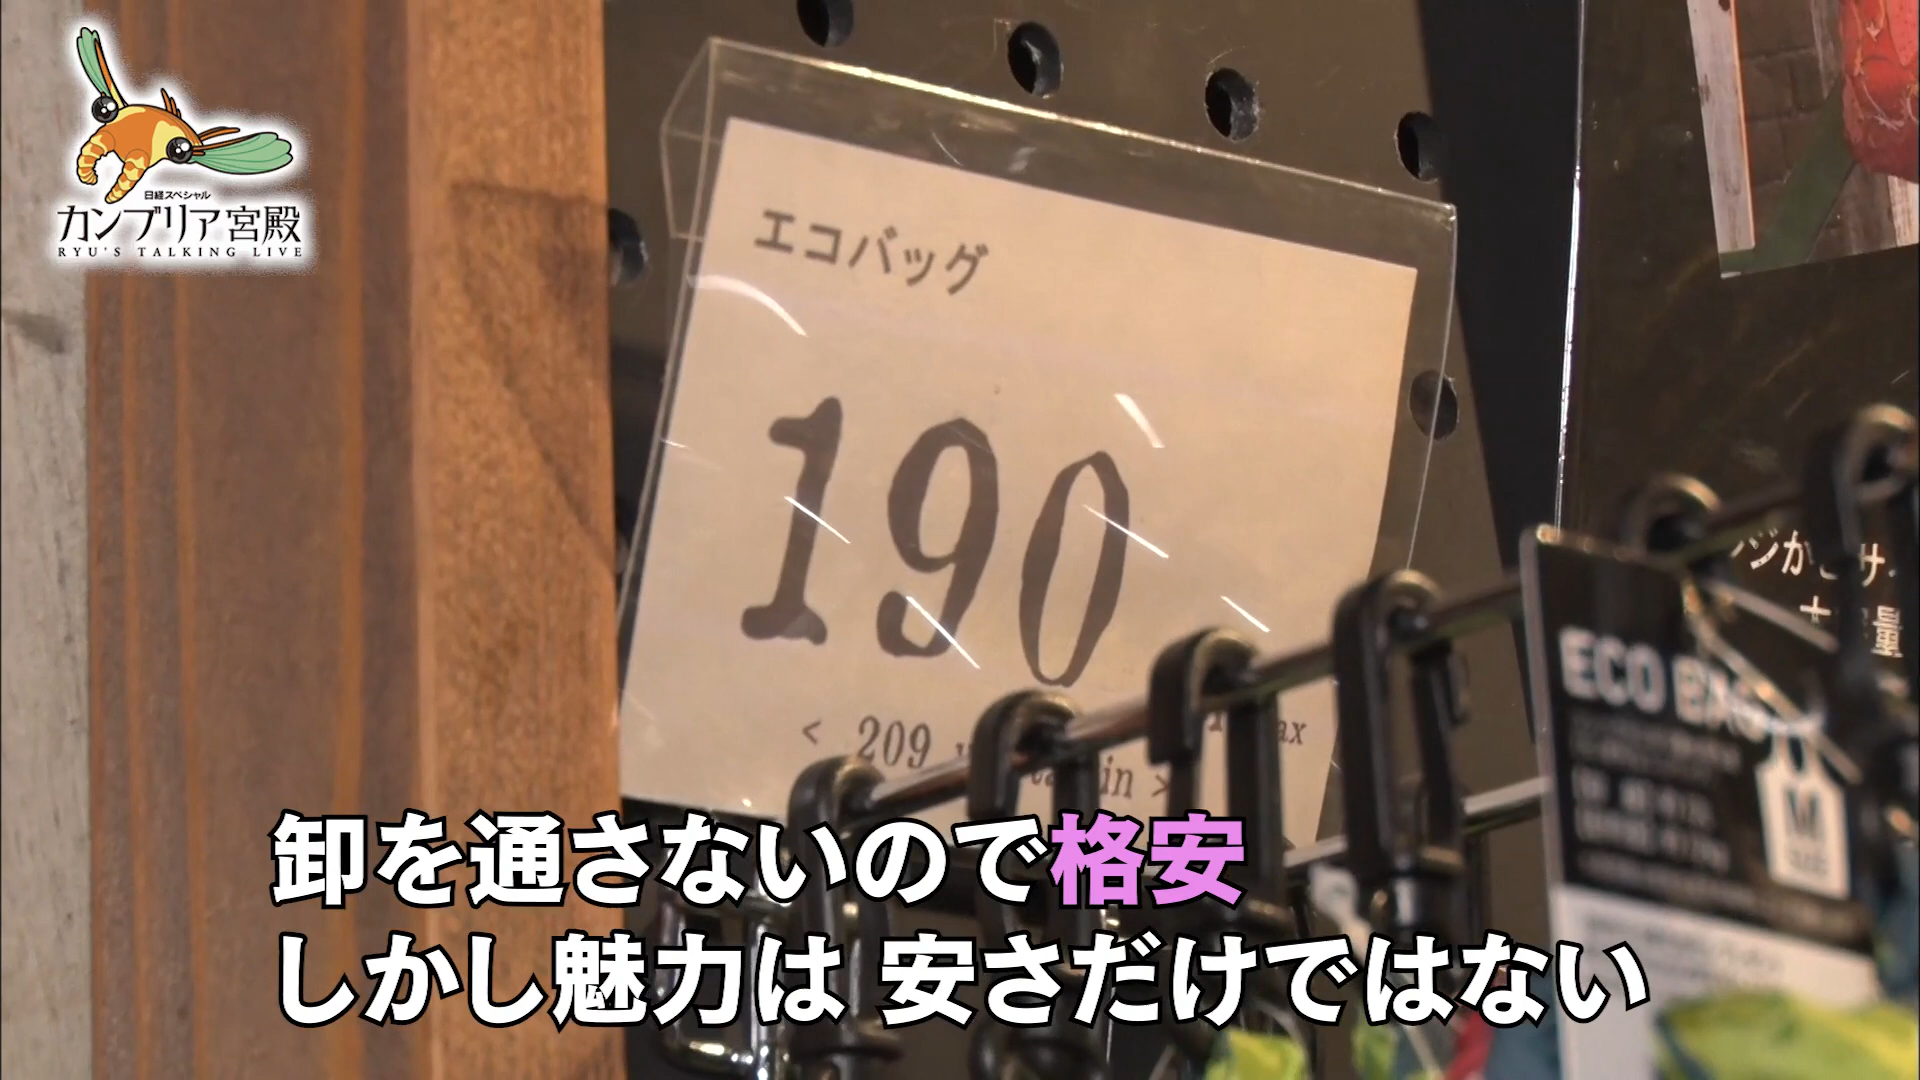 日経スペシャル
カンブリア宮殿
RYU'S TALKING LIVE
エコバッグ
190
< 209
in >
ECO BAG
M
卸を通さないので格安
しかし魅力は 安さだけではない